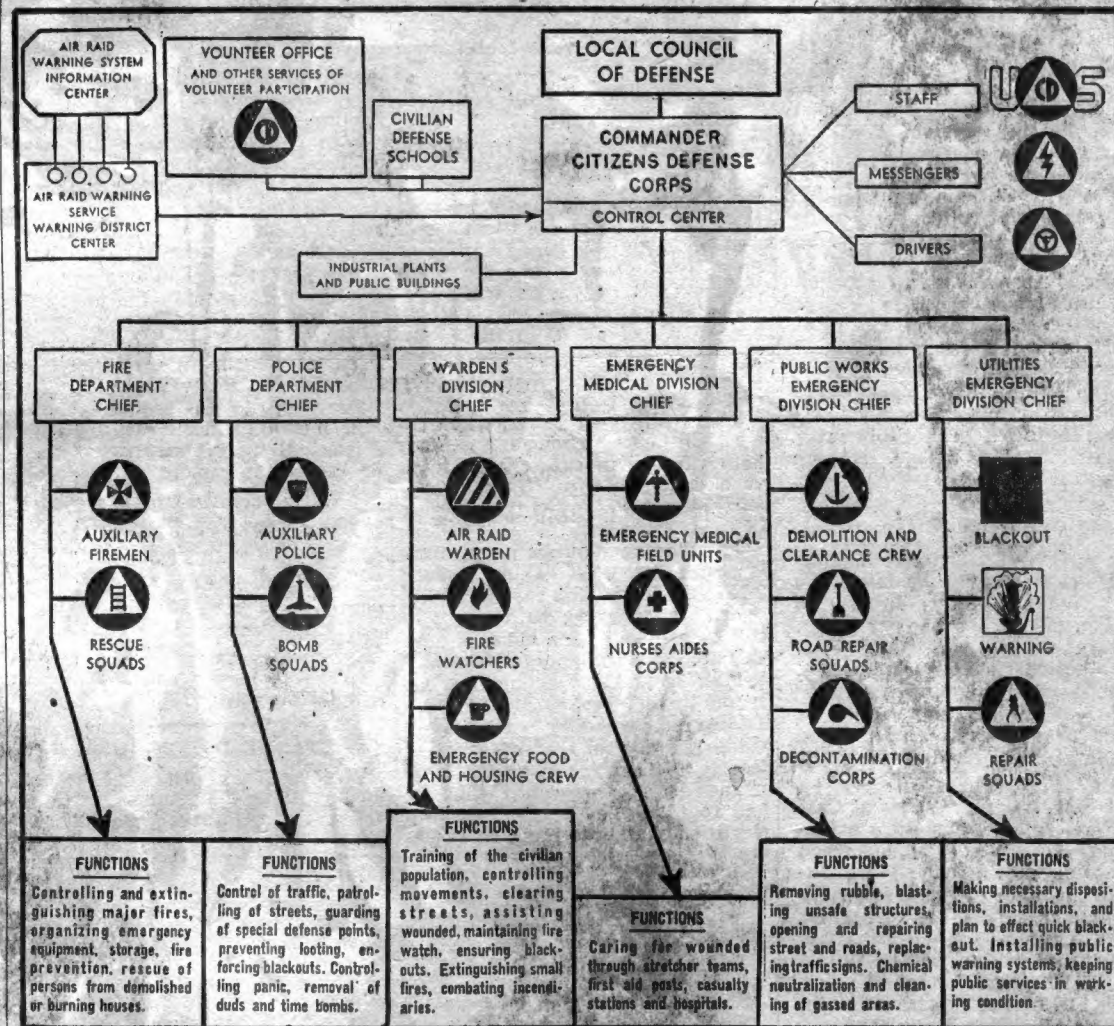 AIR RAID
WARNING SYSTEM
INFORMATION
CENTER
VOLUNTEER OFFICE
AND OTHER SERVICES OF
VOLUNTEER PARTICIPATION
CD
CIVILIAN
DEFENSE
SCHOOLS
LOCAL COUNCIL
OF DEFENSE
COMMANDER
CITIZENS DEFENSE
CORPS
CONTROL CENTER
STAFF
U CD S
MESSENGERS
DRIVERS
AIR RAID WARNING
SERVICE
WARNING DISTRICT
CENTER
INDUSTRIAL PLANTS
AND PUBLIC BUILDINGS
FIRE
DEPARTMENT
CHIEF
POLICE
DEPARTMENT
CHIEF
WARDENS
DIVISION
CHIEF
EMERGENCY
MEDICAL DIVISION
CHIEF
PUBLIC WORKS
EMERGENCY
DIVISION CHIEF
UTILITIES
EMERGENCY
DIVISION CHIEF
AUXILIARY
FIREMEN
RESCUE
SQUADS
AUXILIARY
POLICE
BOMB
SQUADS
AIR RAID
WARDEN
FIRE
WATCHERS
EMERGENCY FOOD
AND HOUSING CREW
EMERGENCY MEDICAL
FIELD UNITS
NURSES AIDES
CORPS
DEMOLITION AND
CLEARANCE CREW
ROAD REPAIR
SQUADS
DECONTAMINATION
CORPS
BLACKOUT
WARNING
REPAIR
SQUADS
FUNCTIONS
Controlling and extin-
guishing major fires,
organizing emergency
equipment, storage, fire
prevention, rescue of
persons from demolished
or burning houses.
FUNCTIONS
Control of traffic, patrol-
ling of streets, guarding
of special defense points,
preventing looting, en-
forcing blackouts. Control-
ling panic, removal of
duds and time bombs.
FUNCTIONS
Training of the civilian
population, controlling
movements, clearing
streets, assisting
wounded, maintaining fire
watch, ensuring black-
outs. Extinguishing small
fires, combating incendi-
aries.
FUNCTIONS
Caring for wounded
through stretcher teams,
first aid posts, casualty
stations and hospitals.
FUNCTIONS
Removing rubble, blast-
ing unsafe structures,
opening and repairing
street and roads, replac-
ing traffic signs. Chemical
neutralization and clean-
ing of gassed areas.
FUNCTIONS
Making necessary disposi-
tions, installations, and
plan to effect quick black-
out. Installing public
warning systems, keeping
public services in work-
ing condition.